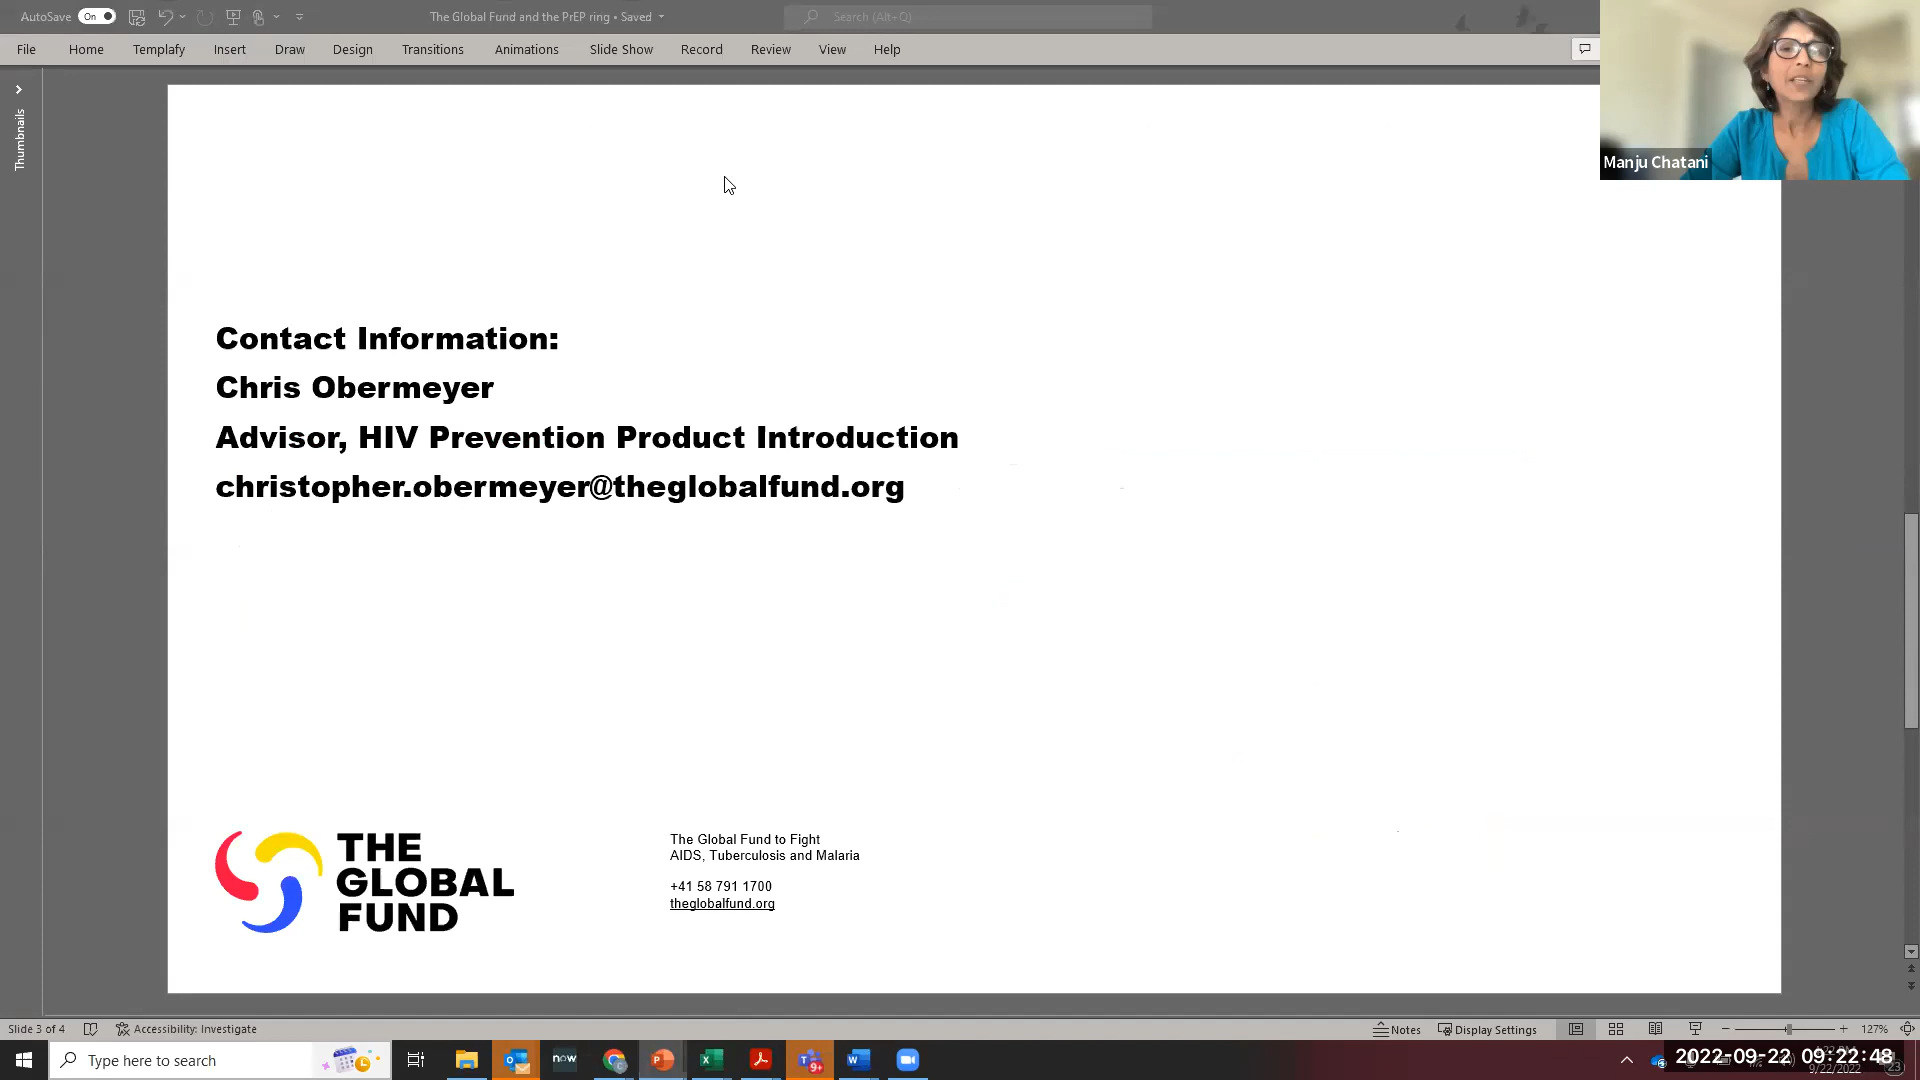 AutoSave On The Global Fund and the PrEP ring • Saved Search (Alt+Q)
File Home Templafy Insert Draw Design Transitions Animations Slide Show Record Review View Help
Manju Chatani
Thumbnails
Contact Information:
Chris Obermeyer
Advisor, HIV Prevention Product Introduction
christopher.obermeyer@theglobalfund.org
THE
GLOBAL
FUND
The Global Fund to Fight
AIDS, Tuberculosis and Malaria
+41 58 791 1700
theglobalfund.org
Slide 3 of 4 Accessibility: Investigate Notes Display Settings 127%
Type here to search now 9+
2022-09-22 09:22:48
9/22/2022 23